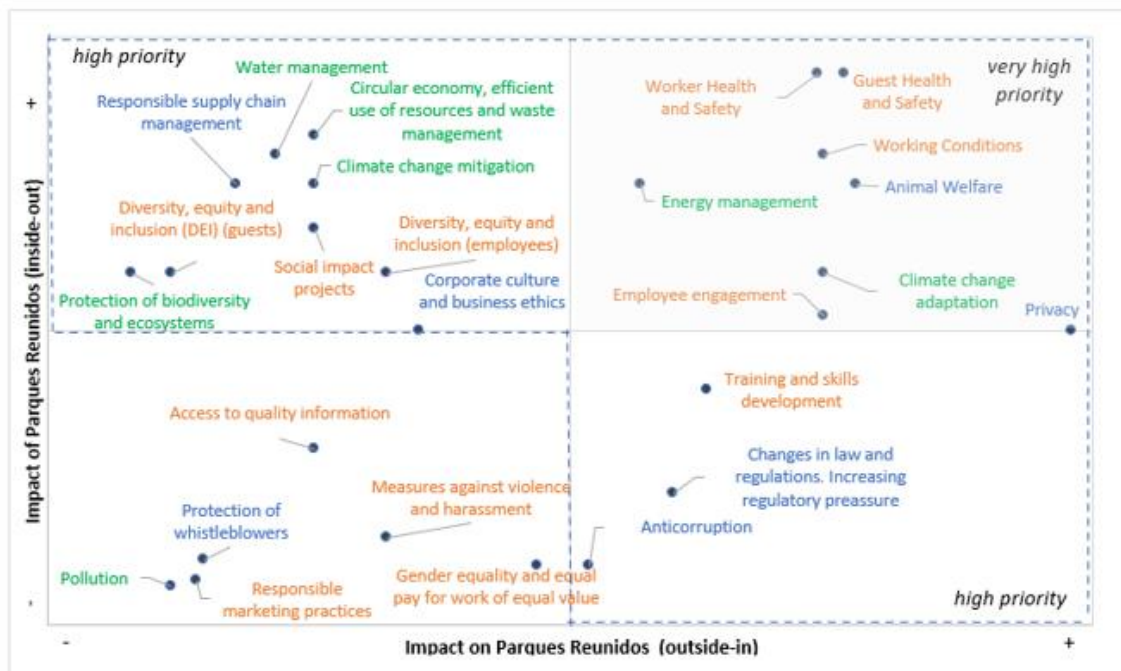 high priority
Water management
Circular economy, efficient
use of resources and waste
management
Responsible supply chain
management
Climate change mitigation
Diversity, equity and
inclusion (DEI) (guests)
Social impact
projects
Diversity, equity and
inclusion (employees)
Corporate culture
and business ethics
Protection of biodiversity
and ecosystems
very high
priority
Worker Health
and Safety
Guest Health
and Safety
Working Conditions
Animal Welfare
Energy management
Climate change
adaptation
Employee engagement
Privacy
Access to quality information
Measures against violence
and harassment
Protection of
whistleblowers
Pollution
Responsible
marketing practices
Gender equality and equal
pay for work of equal value
Training and skills
development
Changes in law and
regulations. Increasing
regulatory preassure
Anticorruption
high priority
+
Impact of Parques Reunidos (inside-out)
-
-
Impact on Parques Reunidos (outside-in)
+